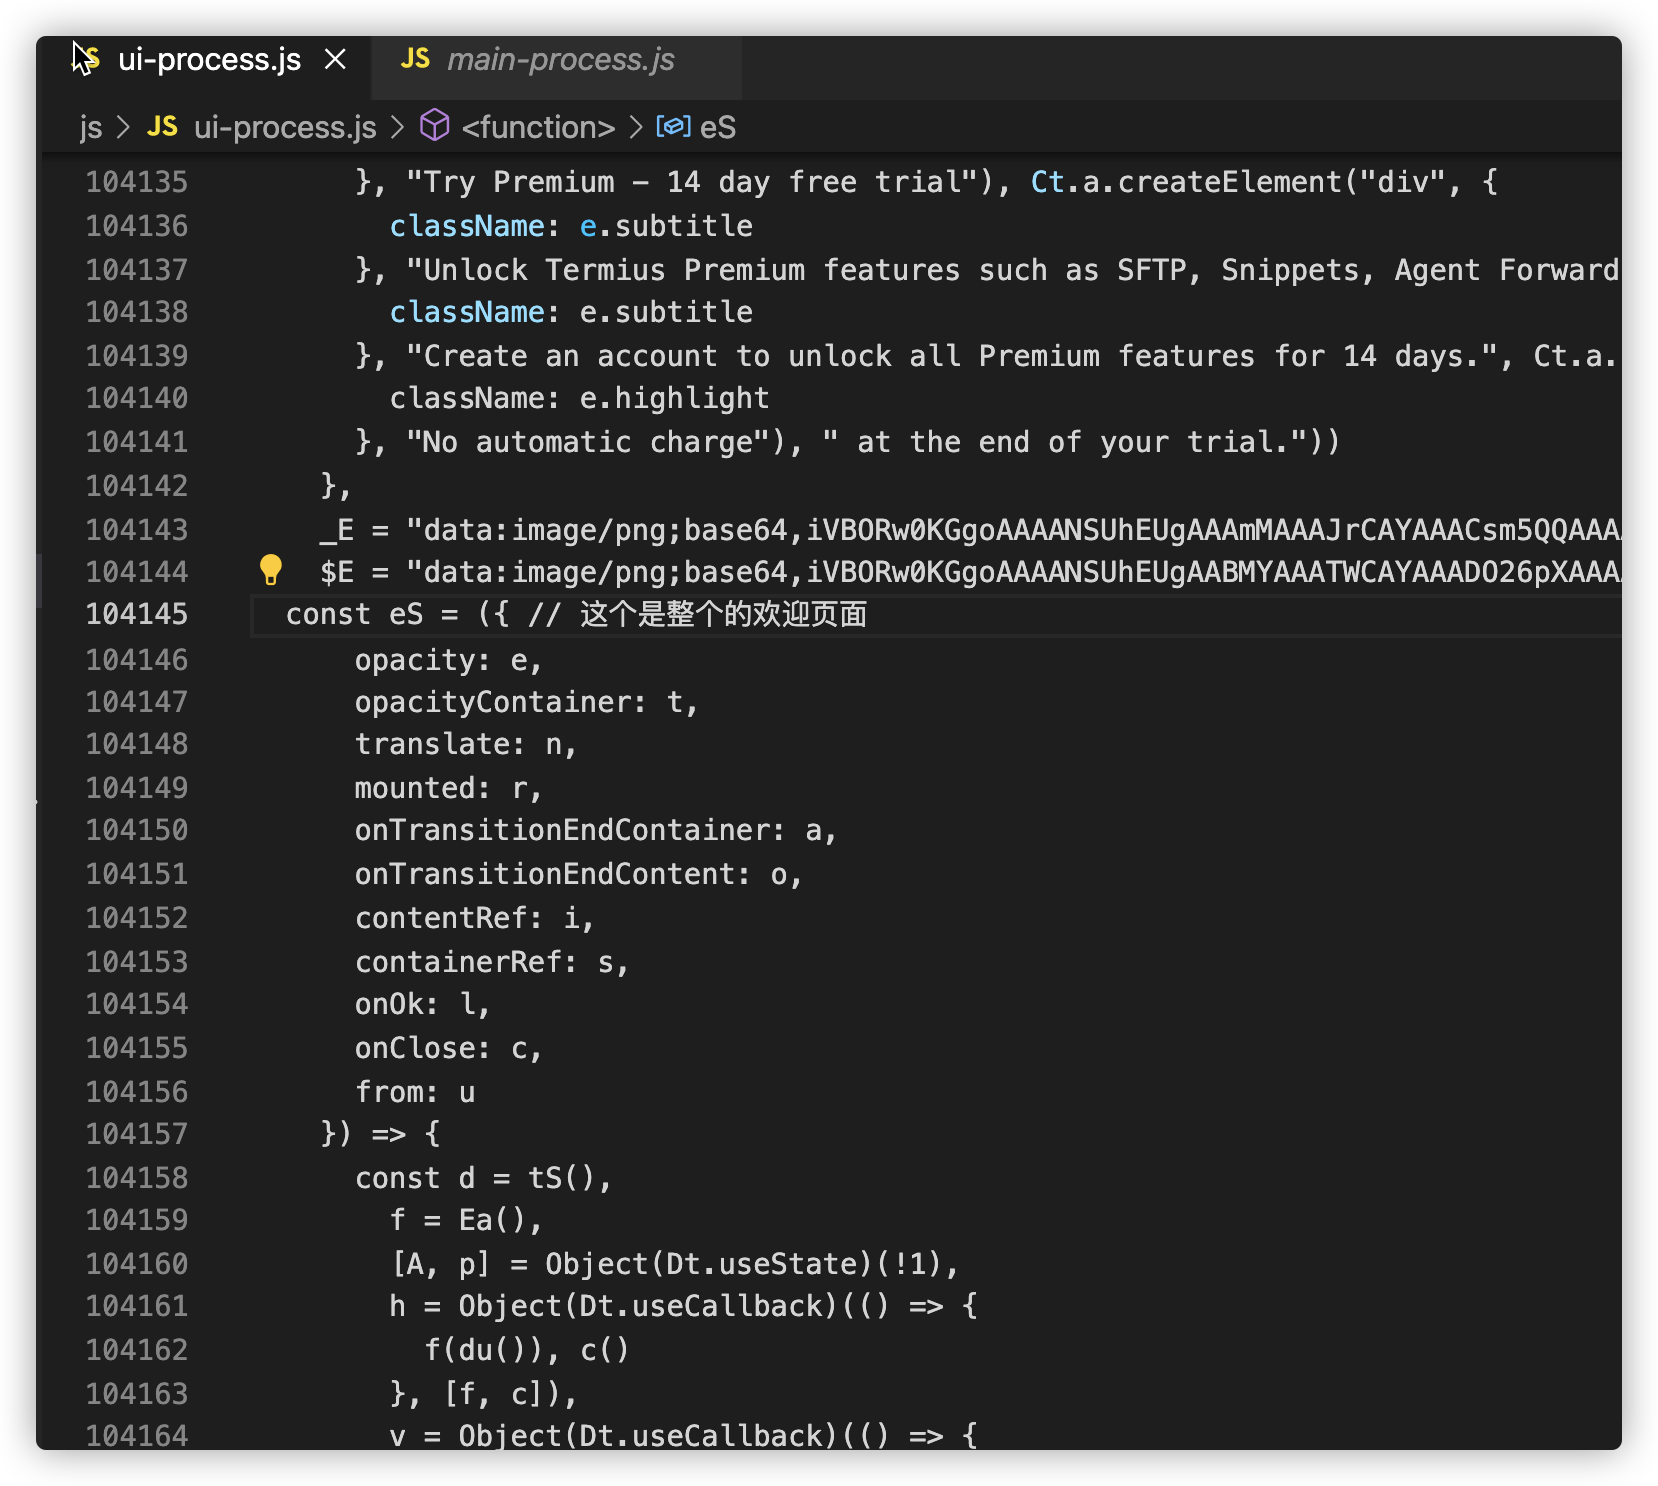 JS ui-process.js JS main-process.js
js > JS ui-process.js > <function> > eS
104135 }, "Try Premium – 14 day free trial"), Ct.a.createElement("div", {
104136 className: e.subtitle
104137 }, "Unlock Termius Premium features such as SFTP, Snippets, Agent Forward
104138 className: e.subtitle
104139 }, "Create an account to unlock all Premium features for 14 days.", Ct.a.
104140 className: e.highlight
104141 }, "No automatic charge"), " at the end of your trial."))
104142 },
104143 _E = "data:image/png;base64,iVBORw0KGgoAAAANSUhEUgAAAmMAAAJrCAYAAACsm5QQAAA
104144 $E = "data:image/png;base64,iVBORw0KGgoAAAANSUhEUgAABMYAAATWCAYAAADO26pXAAA
104145 const eS = ({ // 这个是整个的欢迎页面
104146 opacity: e,
104147 opacityContainer: t,
104148 translate: n,
104149 mounted: r,
104150 onTransitionEndContainer: a,
104151 onTransitionEndContent: o,
104152 contentRef: i,
104153 containerRef: s,
104154 onOk: l,
104155 onClose: c,
104156 from: u
104157 }) => {
104158 const d = tS(),
104159 f = Ea(),
104160 [A, p] = Object(Dt.useState)(!1),
104161 h = Object(Dt.useCallback)(() => {
104162 f(du()), c()
104163 }, [f, c]),
104164 v = Object(Dt.useCallback)(() => {